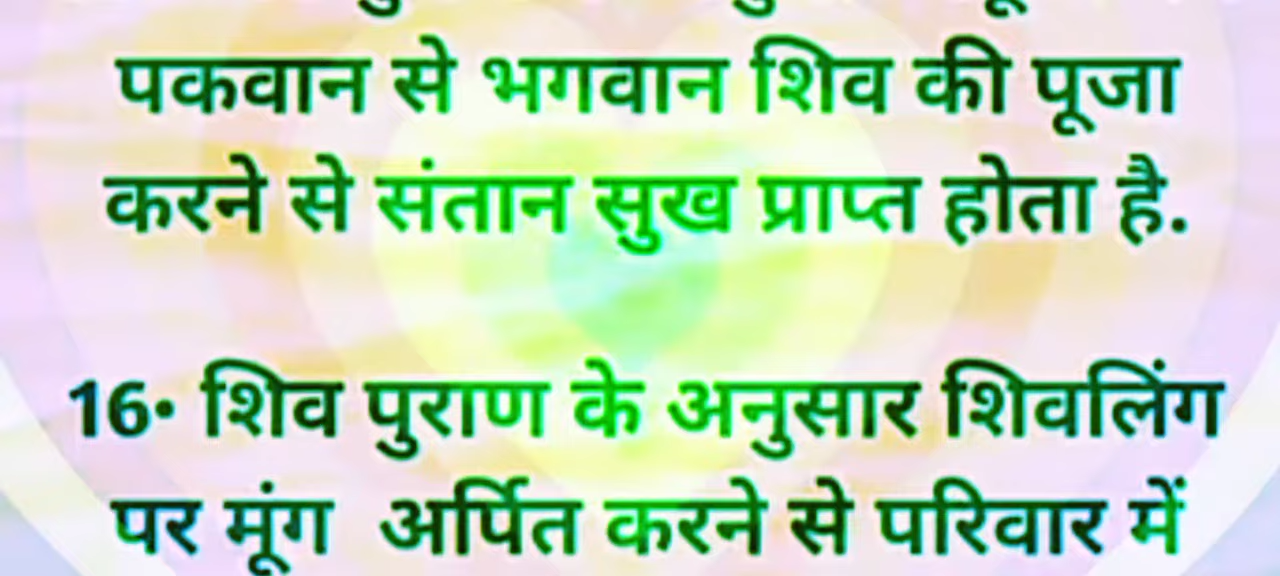 पकवान से भगवान शिव की पूजा
करने से संतान सुख प्राप्त होता है.
16• शिव पुराण के अनुसार शिवलिंग
पर मूंग अर्पित करने से परिवार में